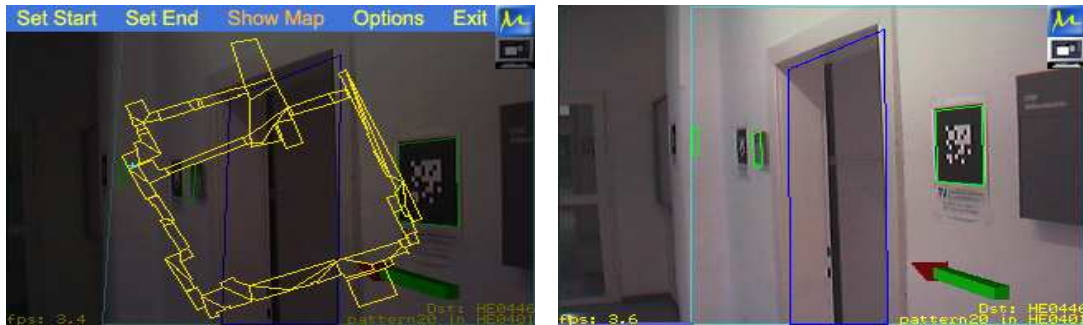 Set Start Set End Show Map Options Exit
Dst: HE0446
fps: 3.4 pattern20 in HE0401
Dst: HE0446
fps: 3.6 pattern20 in HE0401